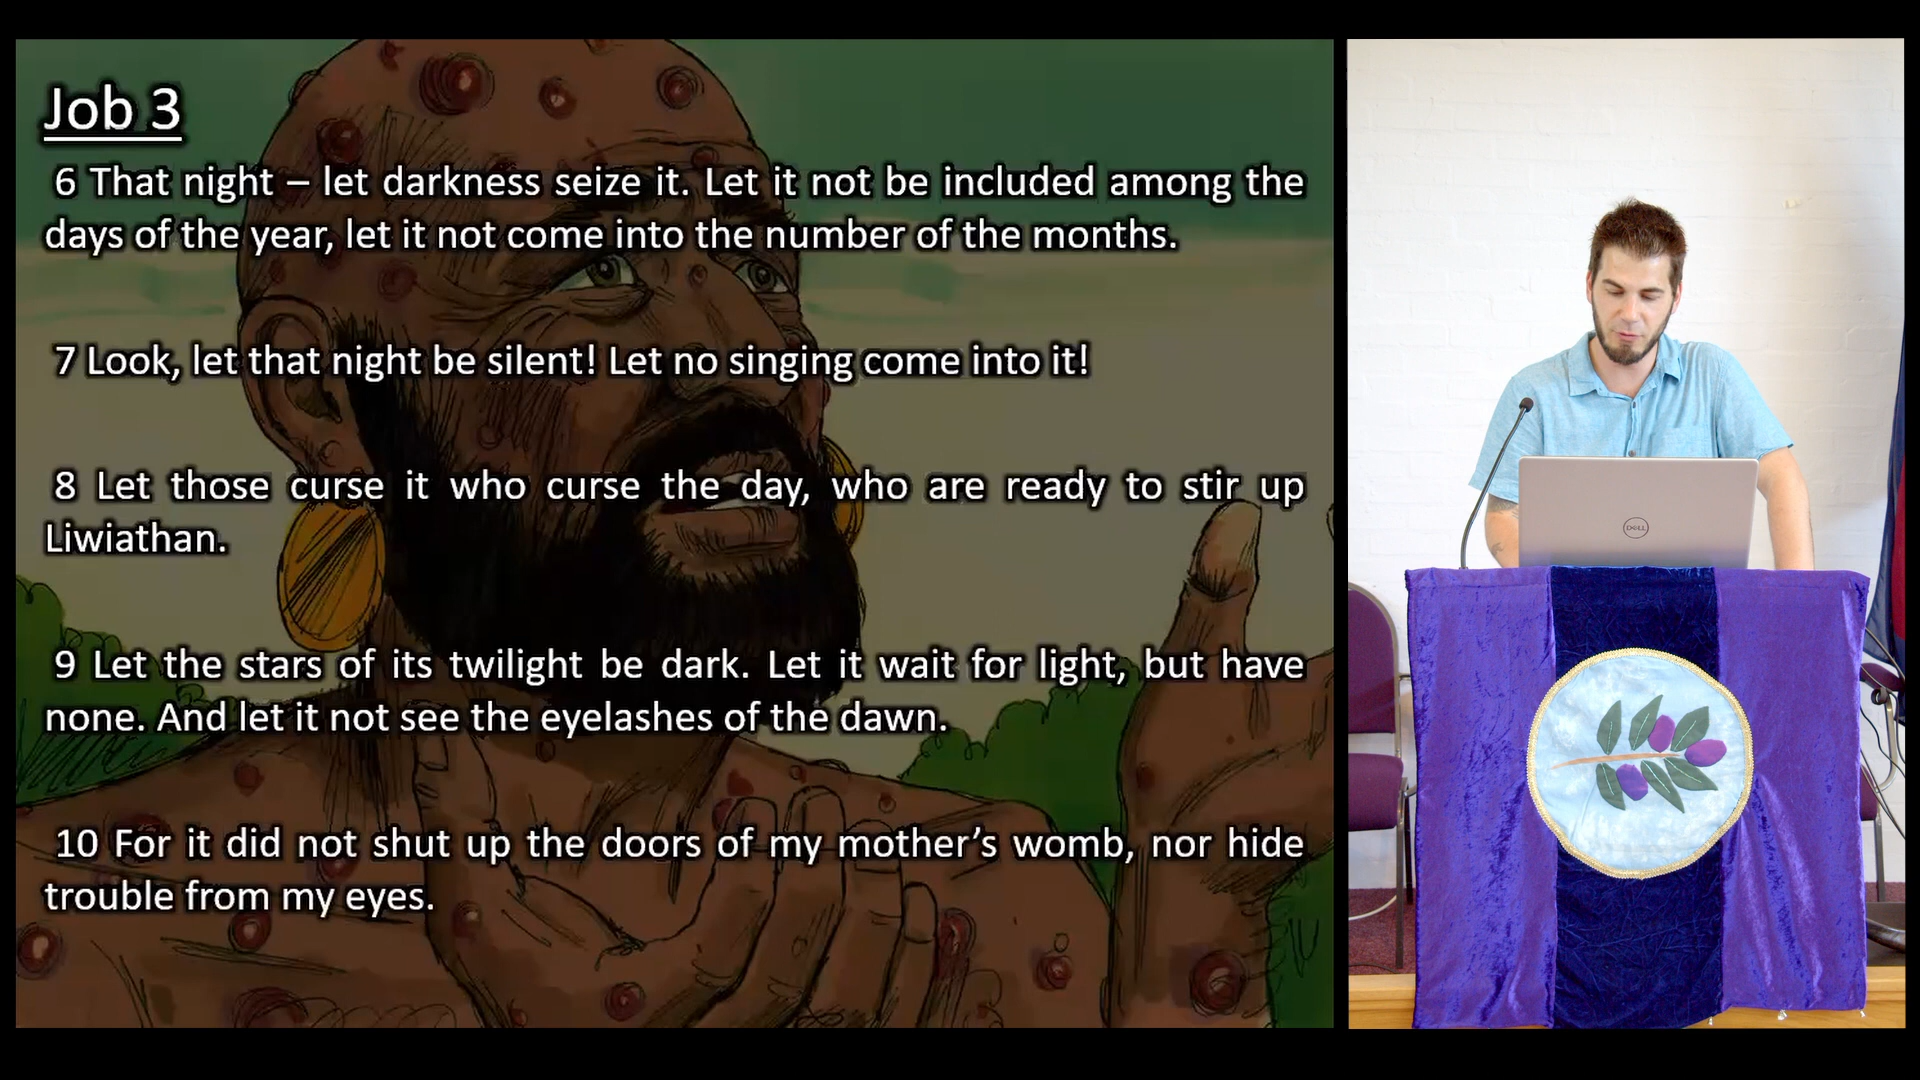 Job 3
6 That night – let darkness seize it. Let it not be included among the
days of the year, let it not come into the number of the months.
7 Look, let that night be silent! Let no singing come into it!
8 Let those curse it who curse the day, who are ready to stir up
Liwiathan.
9 Let the stars of its twilight be dark. Let it wait for light, but have
none. And let it not see the eyelashes of the dawn.
10 For it did not shut up the doors of my mother’s womb, nor hide
trouble from my eyes.
DELL